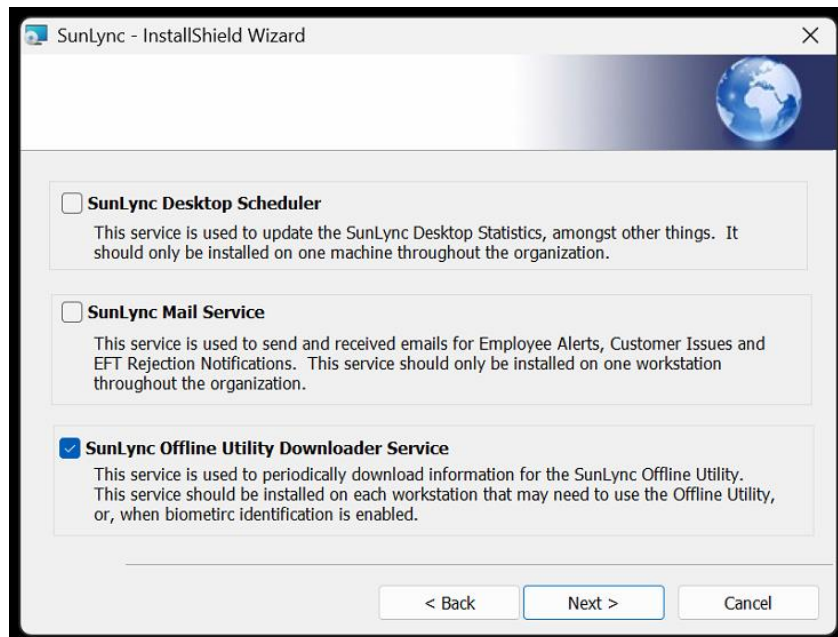 SunLync - InstallShield Wizard
SunLync Desktop Scheduler
This service is used to update the SunLync Desktop Statistics, amongst other things. It
should only be installed on one machine throughout the organization.
SunLync Mail Service
This service is used to send and received emails for Employee Alerts, Customer Issues and
EFT Rejection Notifications. This service should only be installed on one workstation
throughout the organization.
SunLync Offline Utility Downloader Service
This service is used to periodically download information for the SunLync Offline Utility.
This service should be installed on each workstation that may need to use the Offline Utility,
or, when biometirc identification is enabled.
< Back
Next >
Cancel